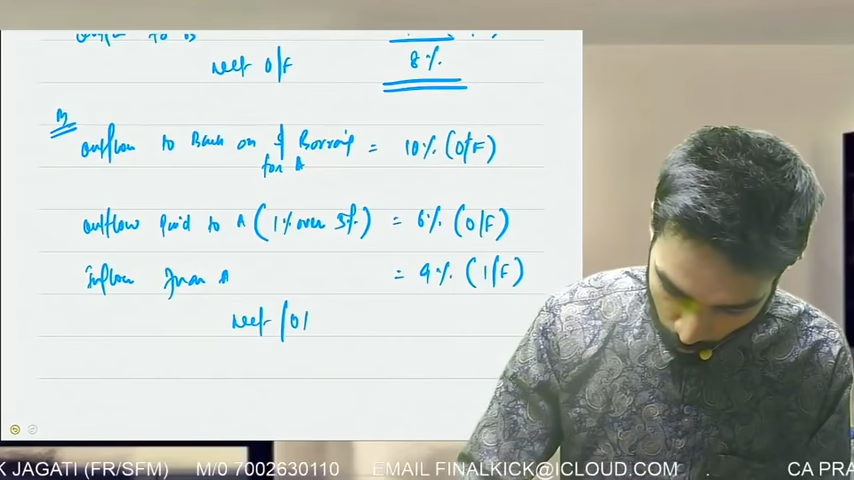 Net O/F 8%
B
Outflow to Bank on $ Borrowing = 10% (O/F)
for A
Outflow paid to A (1% over 5%) = 6% (O/F)
Inflow from A = 9% (I/F)
Net (O/
K JAGATI (FR/SFM) M/0 7002630110 EMAIL FINALKICK@ICLOUD.COM . CA PRA